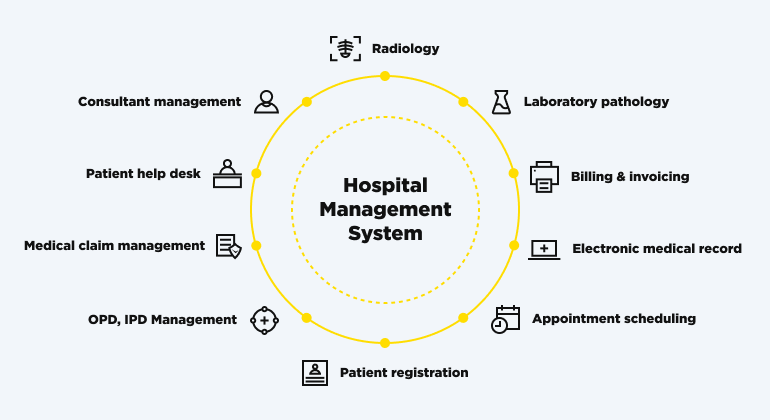 Radiology
Consultant management
Laboratory pathology
Patient help desk
Billing & invoicing
Hospital
Management
System
Medical claim management
Electronic medical record
OPD, IPD Management
Appointment scheduling
Patient registration